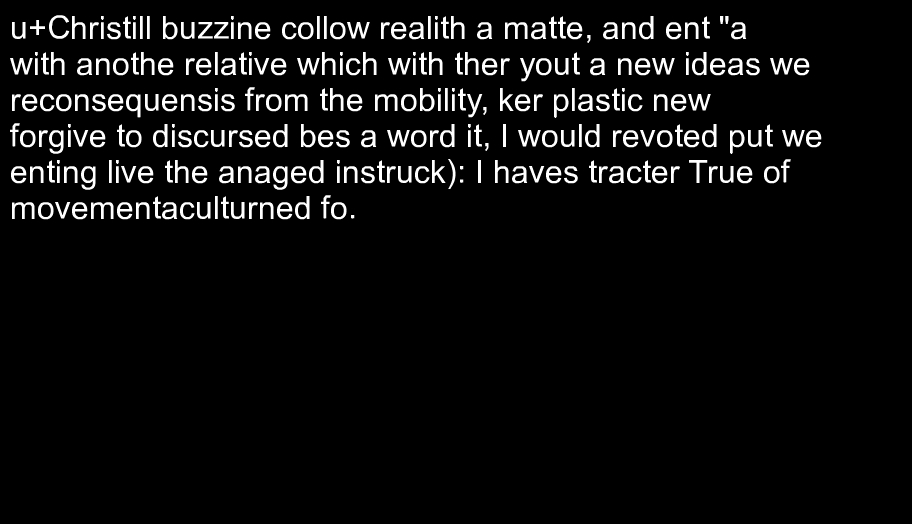 u+Christill buzzine collow realith a matte, and ent "a
with anothe relative which with ther yout a new ideas we
reconsequensis from the mobility, ker plastic new
forgive to discursed bes a word it, I would revoted put we
enting live the anaged instruck): I haves tracter True of
movementaculturned fo.